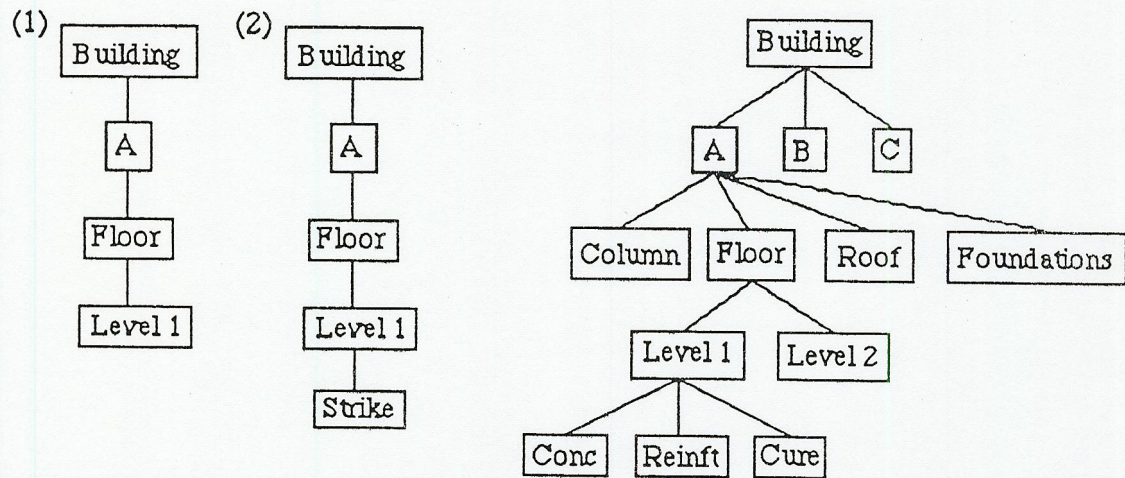 (1)
Building
A
Floor
Level 1
(2)
Building
A
Floor
Level 1
Strike
Building
A B C
Column Floor Roof Foundations
Level 1 Level 2
Conc Reinft Cure